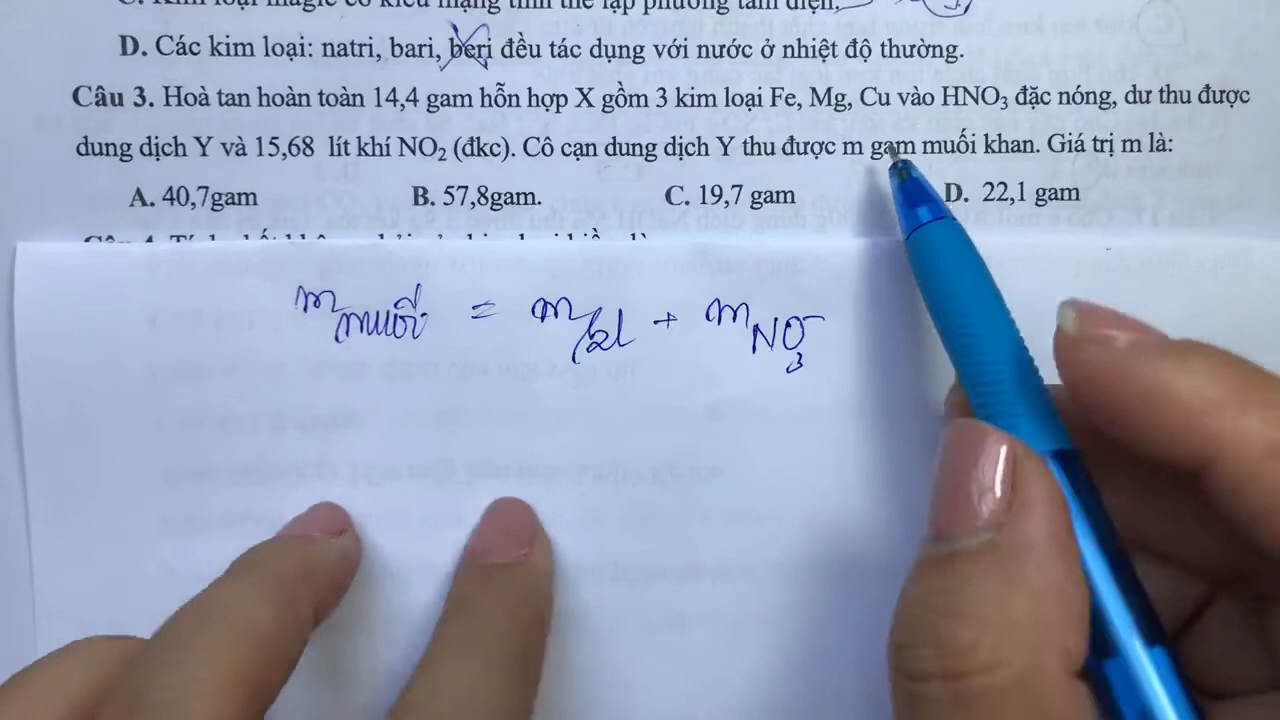 D. Các kim loại: natri, bari, beri đều tác dụng với nước ở nhiệt độ thường.
Câu 3. Hoà tan hoàn toàn 14,4 gam hỗn hợp X gồm 3 kim loại Fe, Mg, Cu vào HNO₃ đặc nóng, dư thu được
dung dịch Y và 15,68 lít khí NO₂ (đkc). Cô cạn dung dịch Y thu được m gam muối khan. Giá trị m là:
A. 40,7gam B. 57,8gam. C. 19,7 gam D. 22,1 gam
m muối = m kl + m NO₃⁻